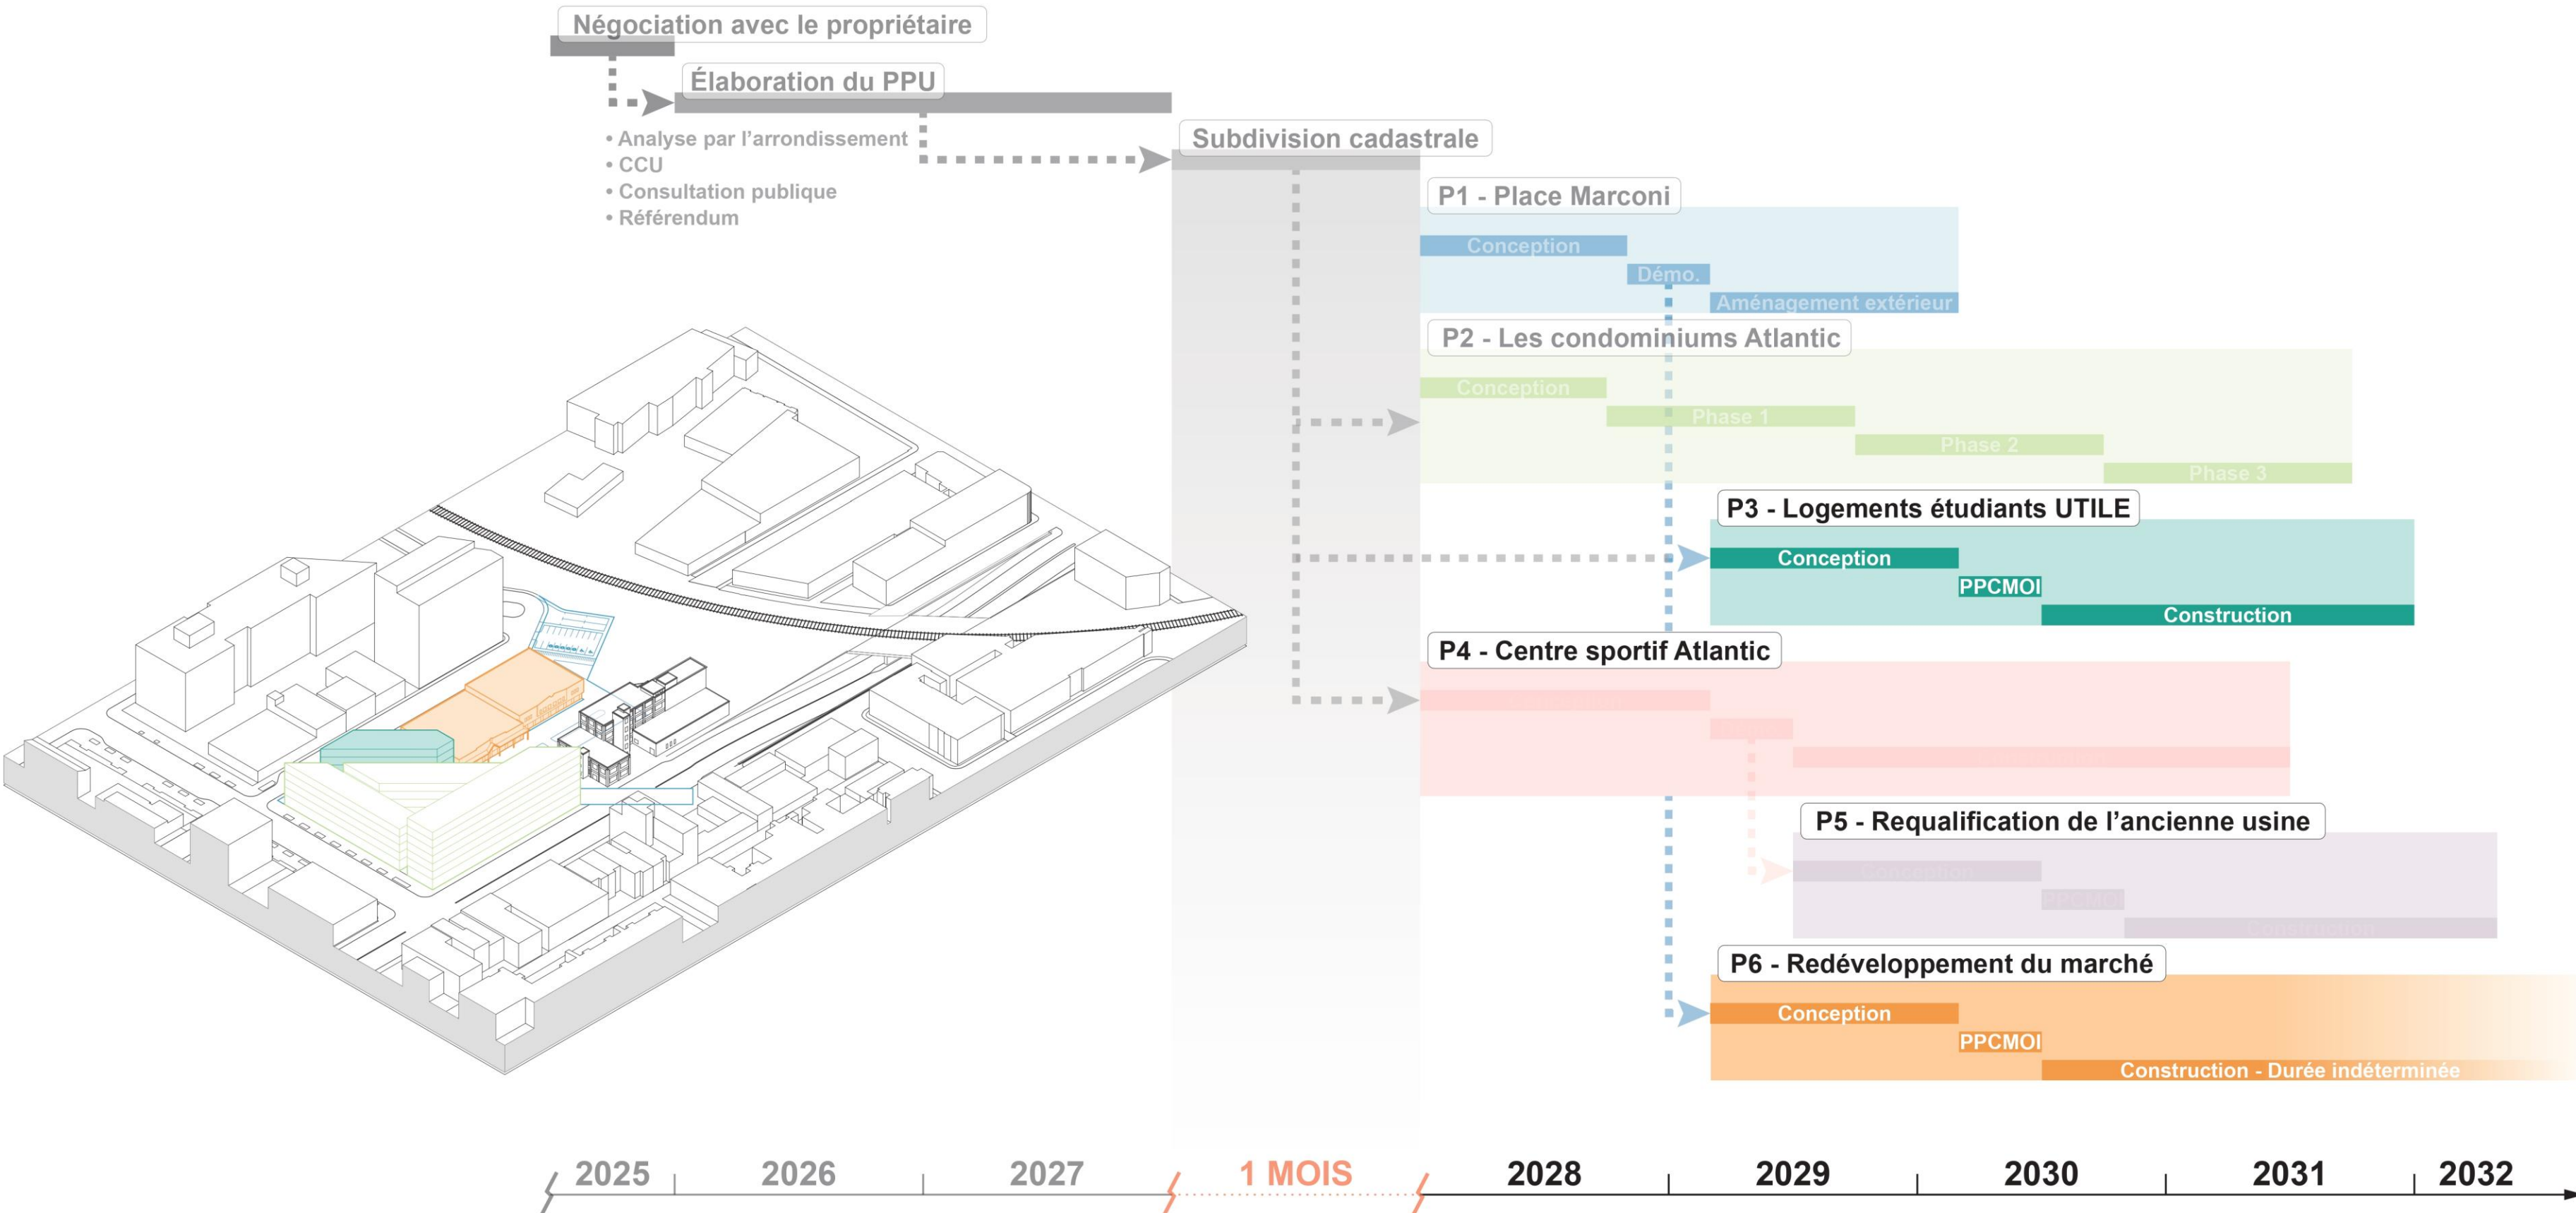 Négociation avec le propriétaire
Élaboration du PPU
• Analyse par l'arrondissement
• CCU
• Consultation publique
• Référendum
Subdivision cadastrale
P1 - Place Marconi
Conception
Démo.
Aménagement extérieur
P2 - Les condominiums Atlantic
Conception
Phase 1
Phase 2
Phase 3
P3 - Logements étudiants UTILE
Conception
PPCMOI
Construction
P4 - Centre sportif Atlantic
P5 - Requalification de l'ancienne usine
Conception
PPCMOI
Construction
P6 - Redéveloppement du marché
Conception
PPCMOI
Construction - Durée indéterminée
2025 2026 2027 1 MOIS 2028 2029 2030 2031 2032